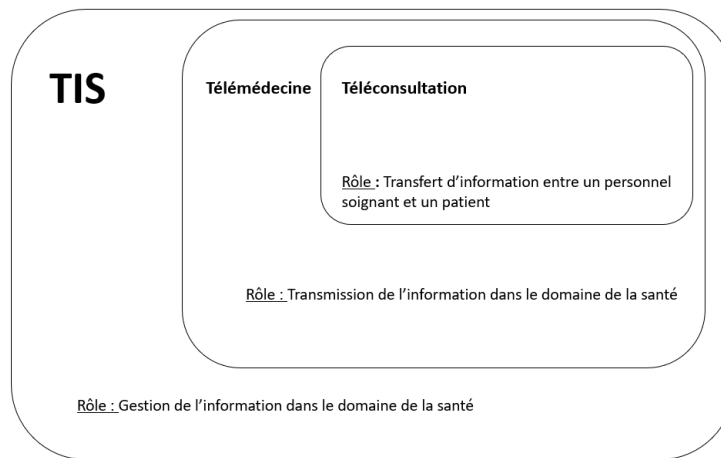 TIS
Télémédecine
Téléconsultation
Rôle : Transfert d’information entre un personnel
soignant et un patient
Rôle : Transmission de l’information dans le domaine de la santé
Rôle : Gestion de l’information dans le domaine de la santé